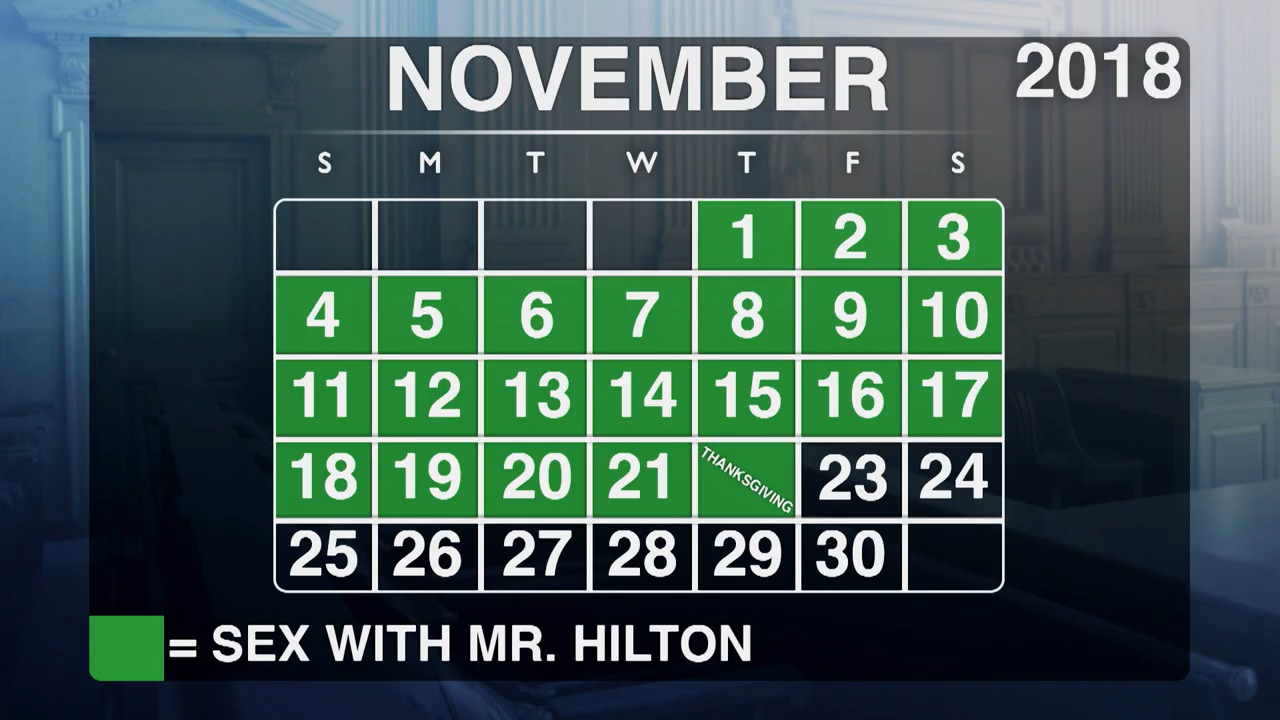 NOVEMBER 2018
S M T W T F S
1 2 3
4 5 6 7 8 9 10
11 12 13 14 15 16 17
18 19 20 21 THANKSGIVING 23 24
25 26 27 28 29 30
= SEX WITH MR. HILTON